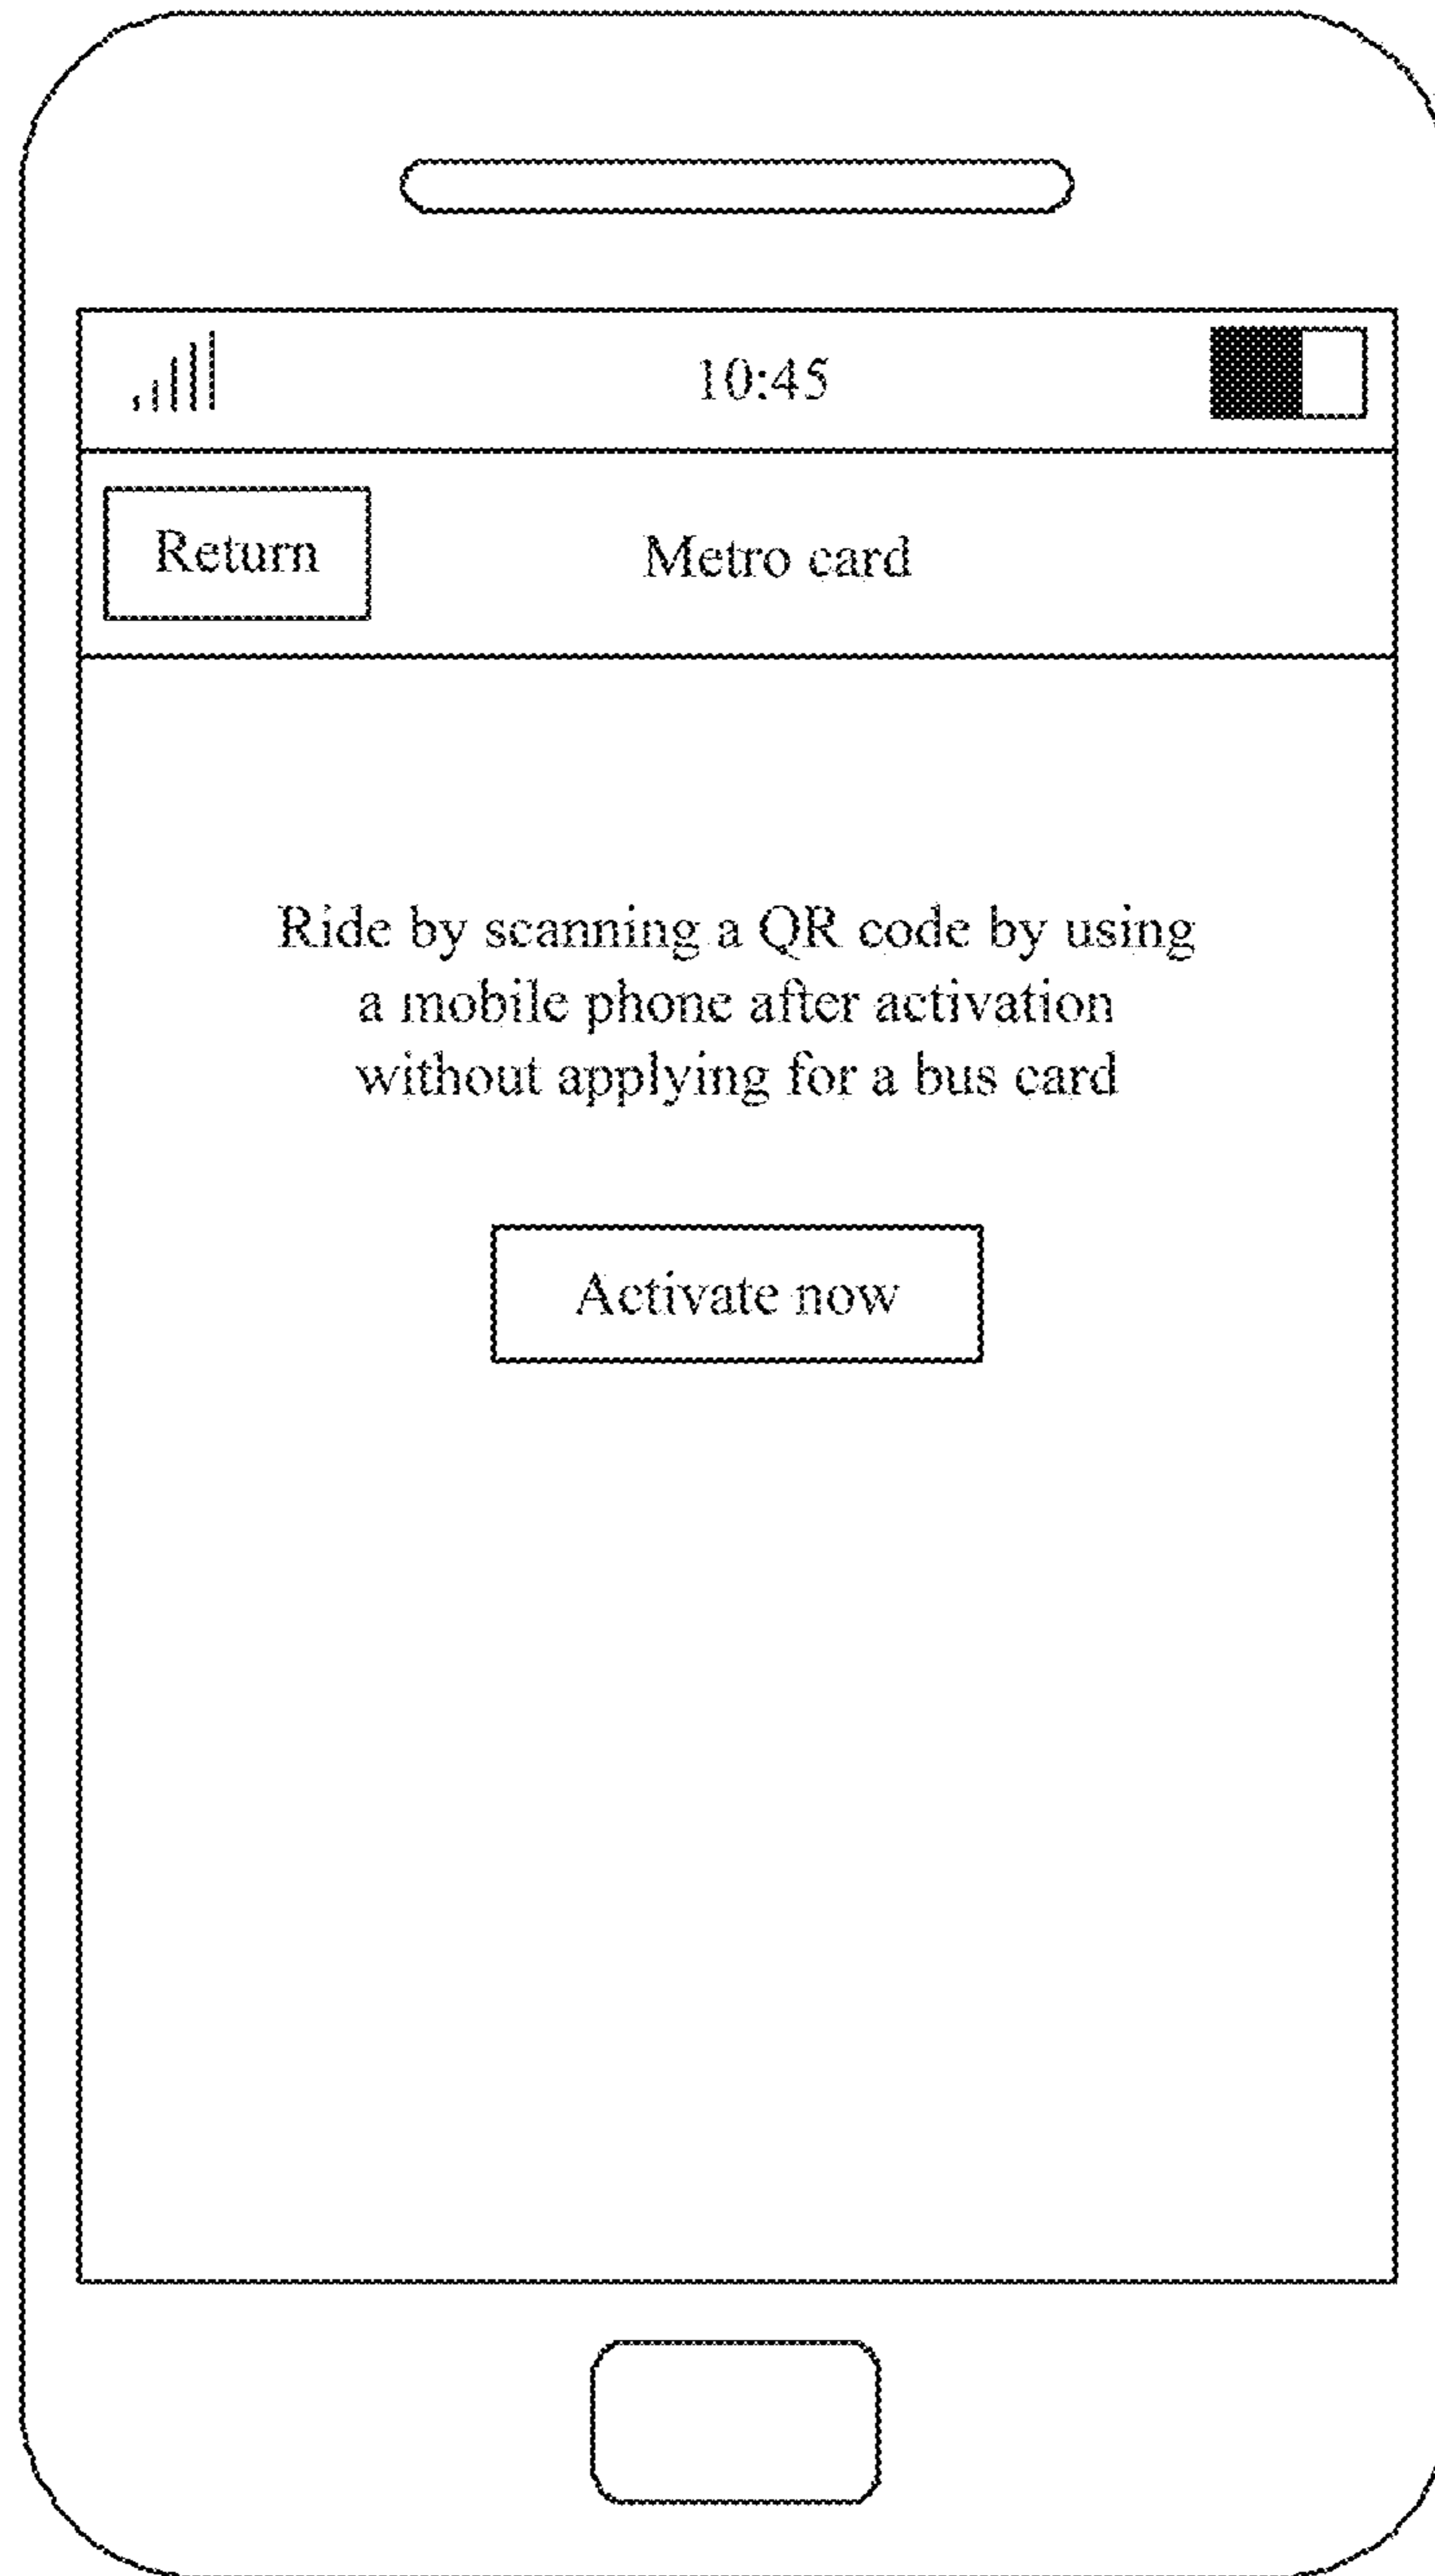 10:45
Return
Metro card
Ride by scanning a QR code by using
a mobile phone after activation
without applying for a bus card
Activate now